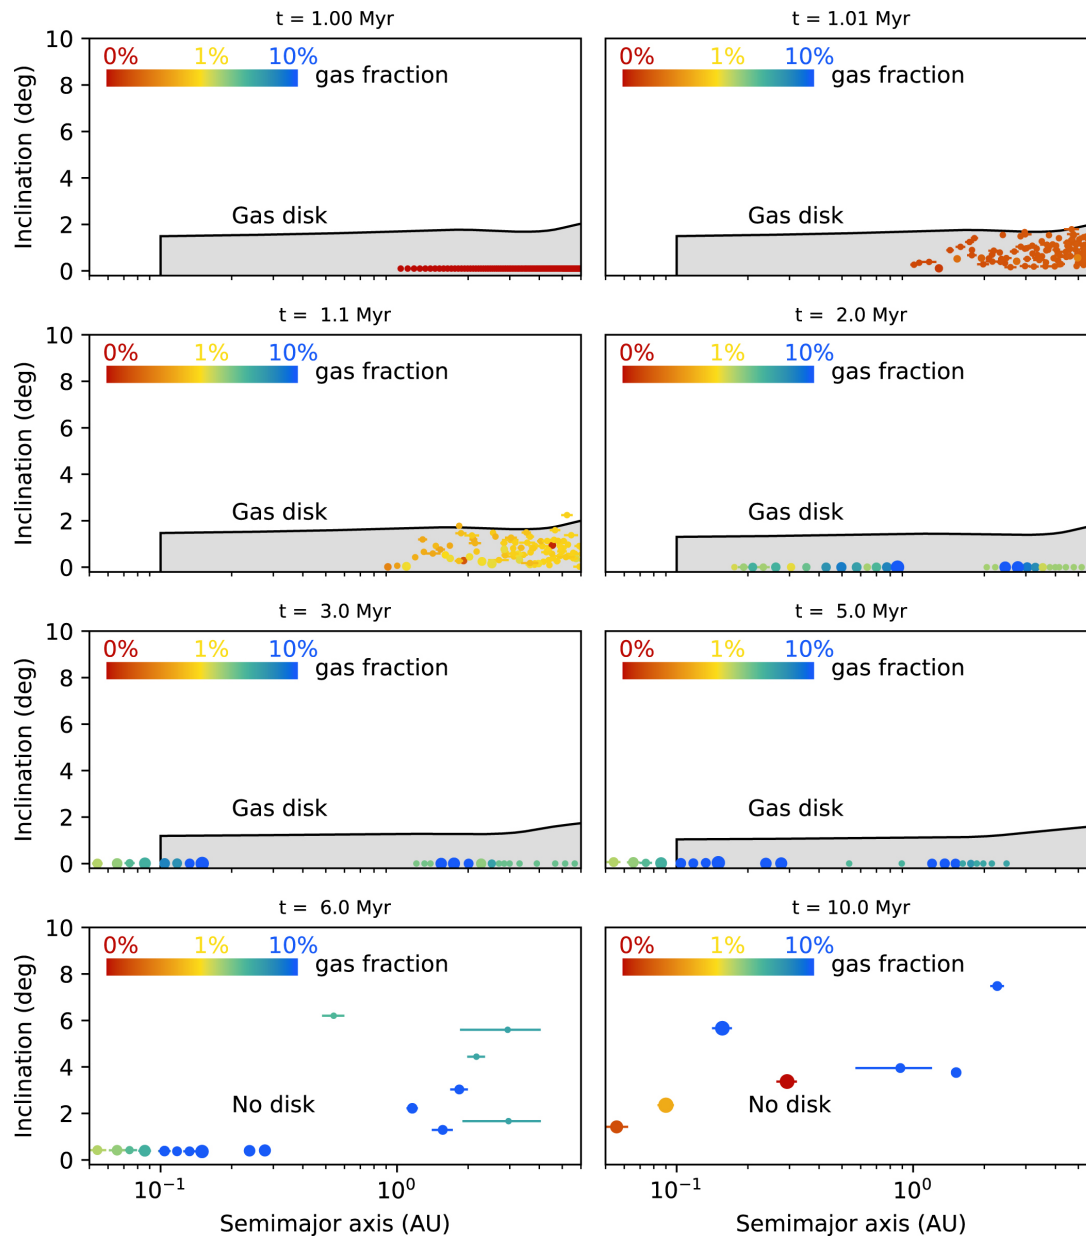 t = 1.00 Myr
t = 1.01 Myr
10
8
6
4
2
0
Inclination (deg)
0% 1% 10%
gas fraction
Gas disk
0% 1% 10%
gas fraction
Gas disk
t = 1.1 Myr
t = 2.0 Myr
10
8
6
4
2
0
Inclination (deg)
0% 1% 10%
gas fraction
Gas disk
0% 1% 10%
gas fraction
Gas disk
t = 3.0 Myr
t = 5.0 Myr
10
8
6
4
2
0
Inclination (deg)
0% 1% 10%
gas fraction
Gas disk
0% 1% 10%
gas fraction
Gas disk
t = 6.0 Myr
t = 10.0 Myr
10
8
6
4
2
0
Inclination (deg)
0% 1% 10%
gas fraction
No disk
0% 1% 10%
gas fraction
No disk
10⁻¹ 10⁰
10⁻¹ 10⁰
Semimajor axis (AU)
Semimajor axis (AU)